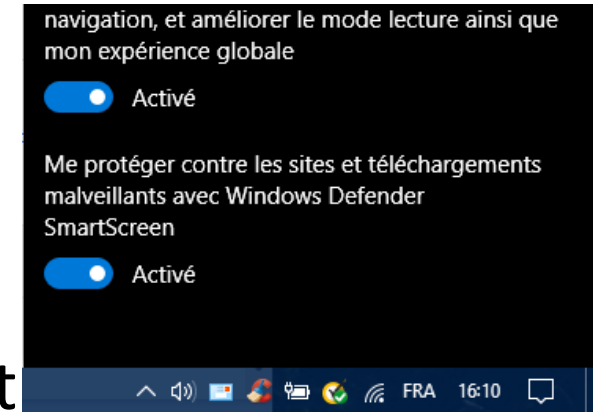 navigation, et améliorer le mode lecture ainsi que
mon expérience globale
Activé
Me protéger contre les sites et téléchargements
malveillants avec Windows Defender
SmartScreen
Activé
t
FRA 16:10